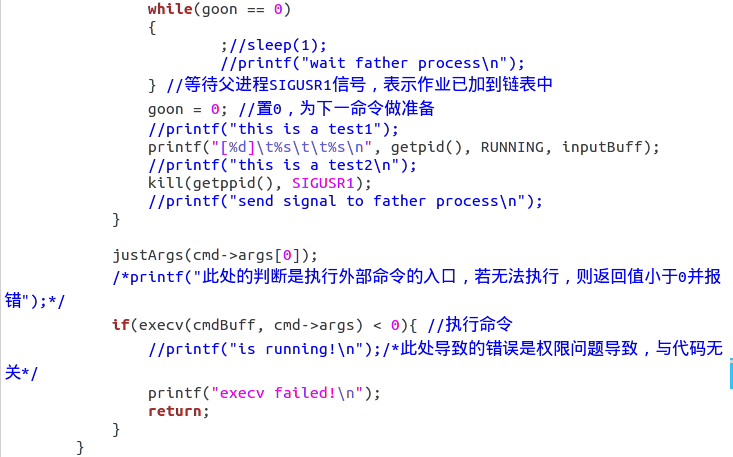 while(goon == 0)
{
;//sleep(1);
//printf("wait father process\n");
} //等待父进程SIGUSR1信号，表示作业已加到链表中
goon = 0; //置0，为下一命令做准备
//printf("this is a test1");
printf("[%d]\t%s\t\t%s\n", getpid(), RUNNING, inputBuff);
//printf("this is a test2\n");
kill(getppid(), SIGUSR1);
//printf("send signal to father process\n");
}
justArgs(cmd->args[0]);
/*printf("此处的判断是执行外部命令的入口，若无法执行，则返回值小于0并报
错");*/
if(execv(cmdBuff, cmd->args) < 0){ //执行命令
//printf("is running!\n");/*此处导致的错误是权限问题导致，与代码无
关*/
printf("execv failed!\n");
return;
}
}